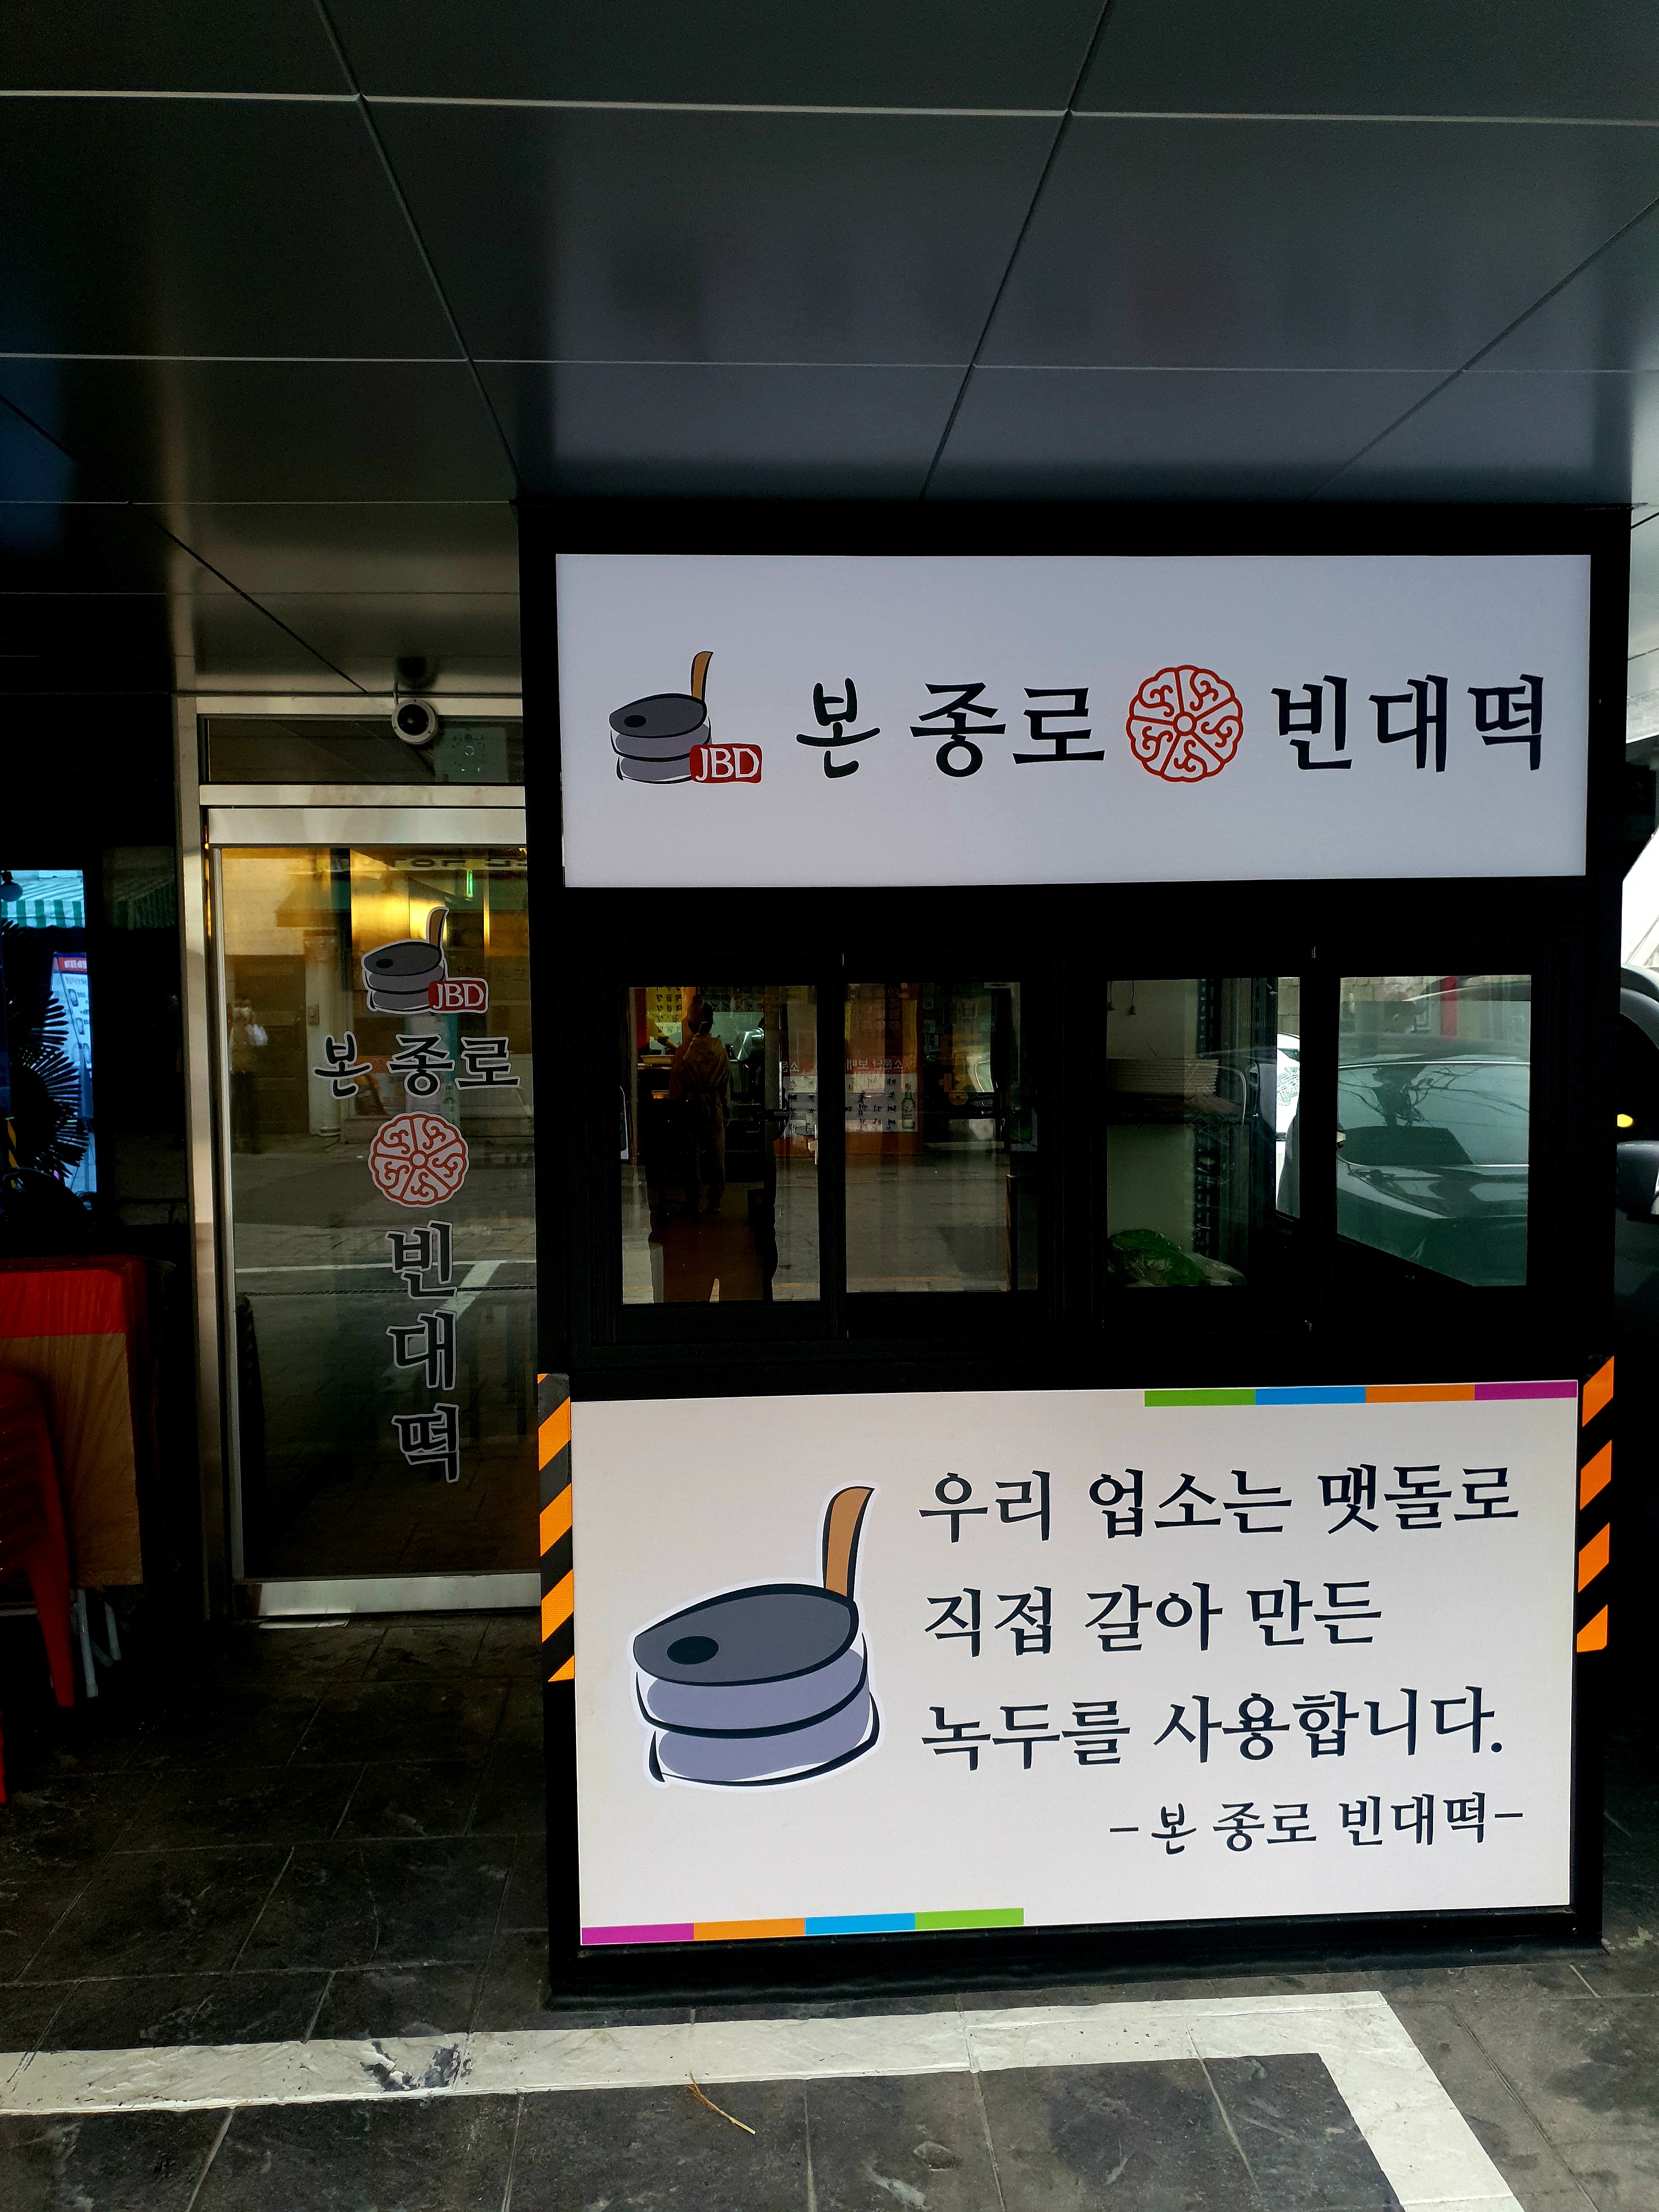 JBD
본 종로 빈대떡
JBD
본 종로
빈
대
떡
우리 업소는 맷돌로
직접 갈아 만든
녹두를 사용합니다.
-본 종로 빈대떡-